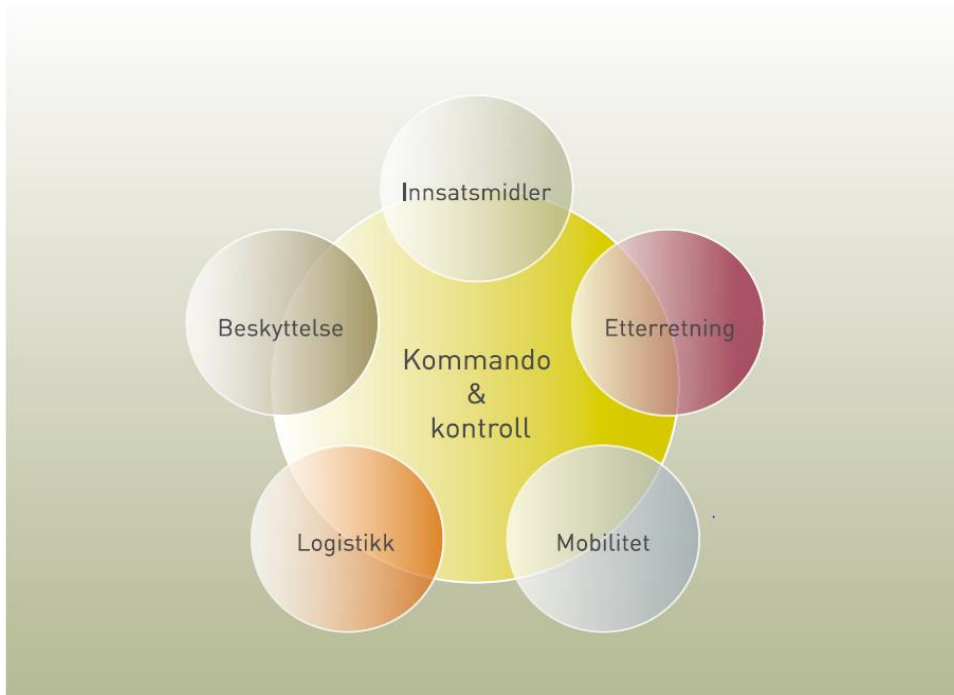 Innsatsmidler
Beskyttelse
Etterretning
Kommando
&
kontroll
Logistikk
Mobilitet